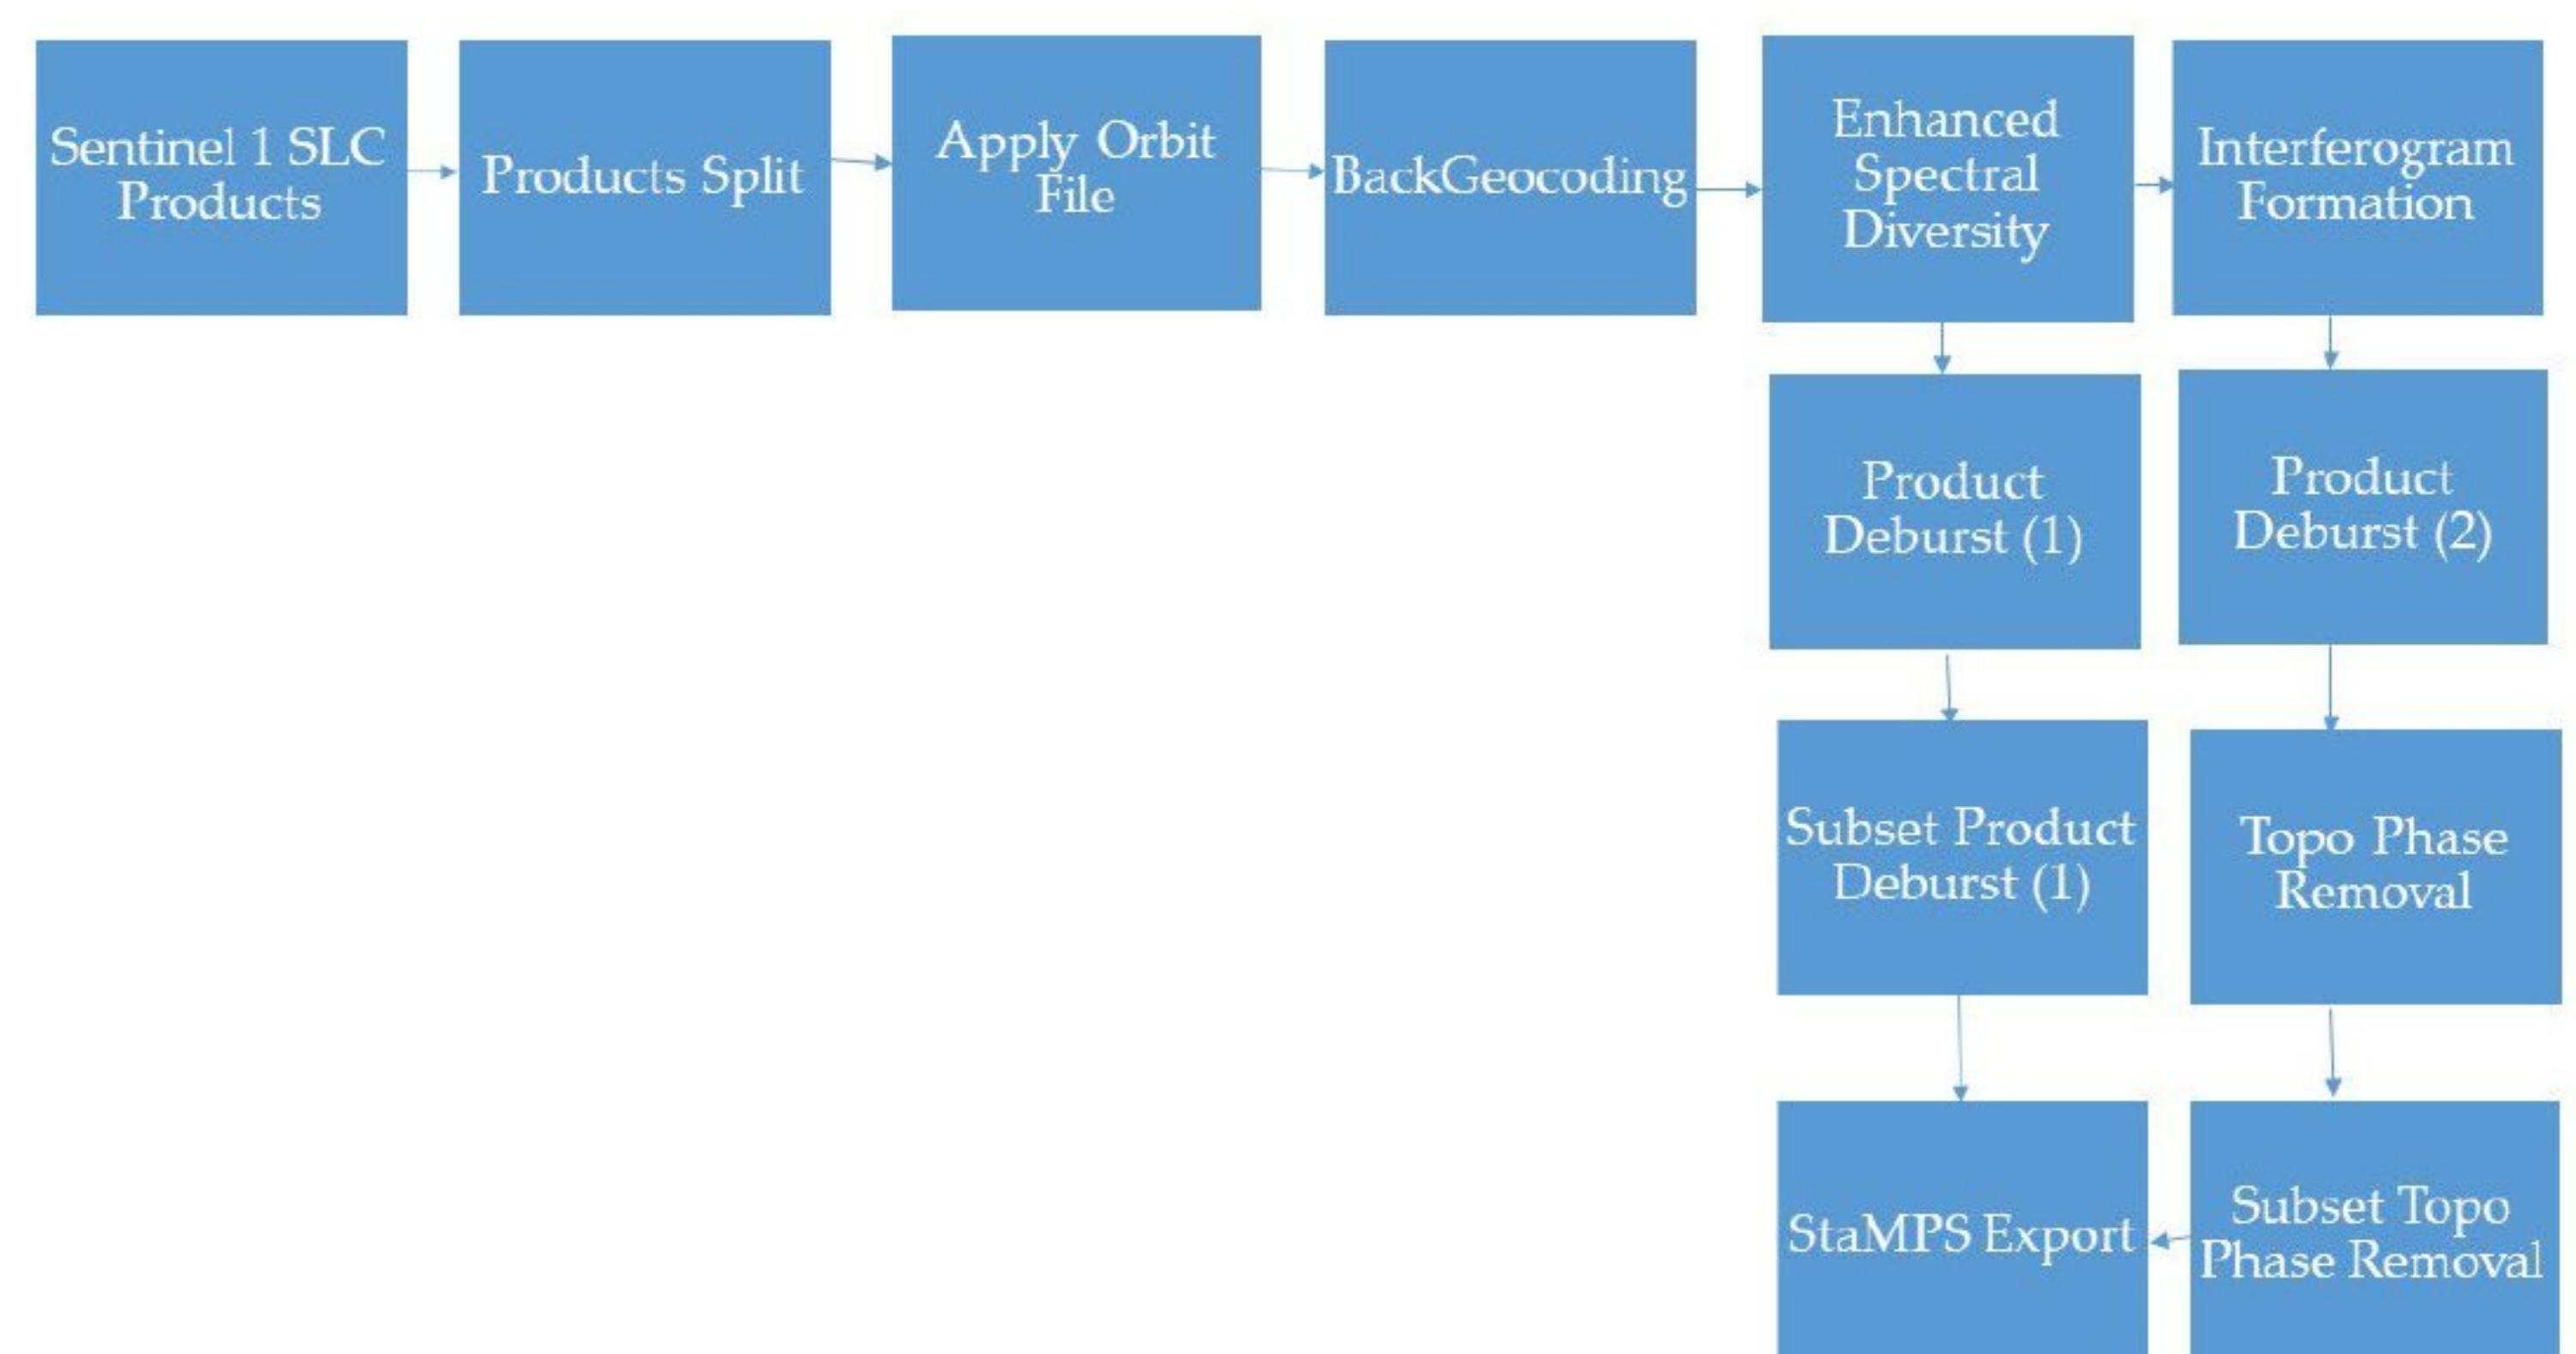 Sentinel 1 SLC
Products
Products Split
Apply Orbit
File
BackGeocoding
Enhanced
Spectral
Diversity
Interferogram
Formation
Product
Deburst (1)
Product
Deburst (2)
Subset Product
Deburst (1)
Topo Phase
Removal
StaMPS Export
Subset Topo
Phase Removal